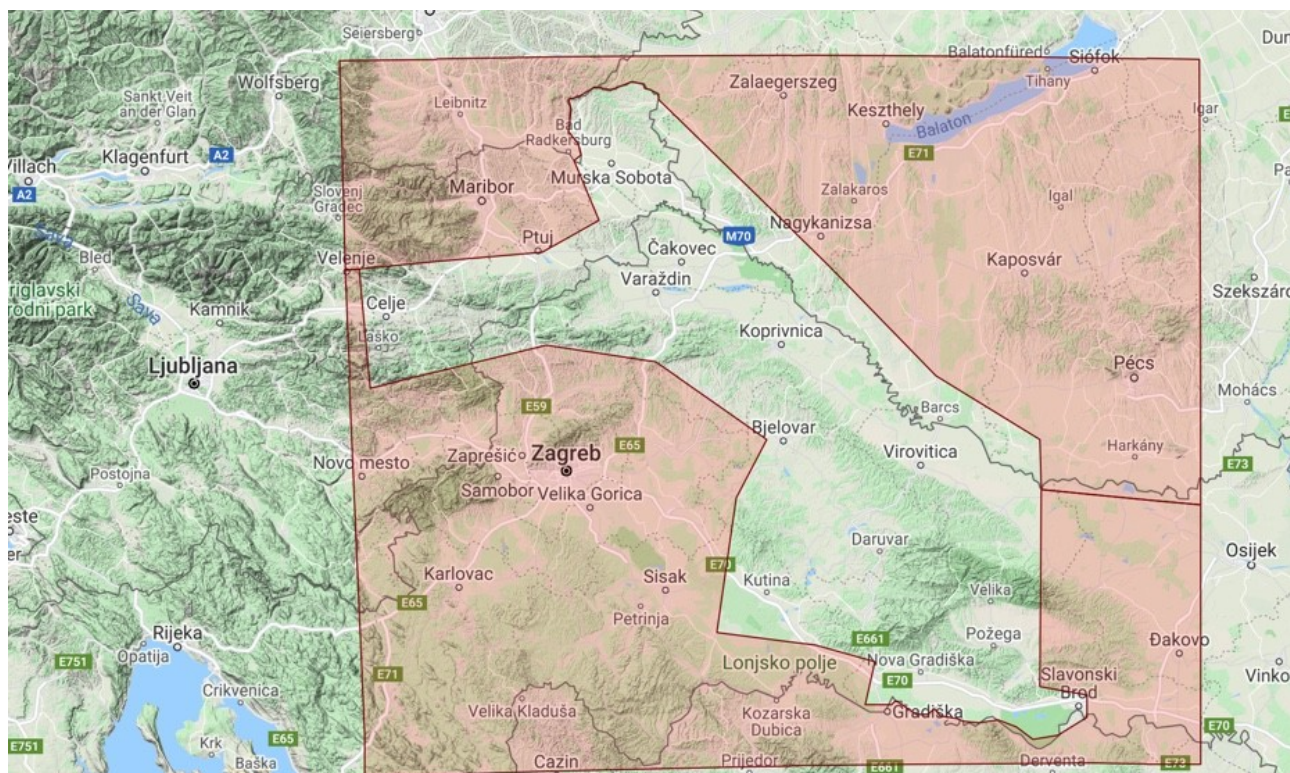 Seiersberg
Balatonfüred
Siófok
Tihany
Wolfsberg
Zalaegerszeg
Sankt Veit
an der Glan
Leibnitz
Keszthely
Igar
Balaton
Bad
Radkersburg
E71
Klagenfurt
A2
Villach
A2
Murska Sobota
Maribor
Slovenj
Gradec
Zalakaros
Igal
Nagykanizsa
Ptuj
M70
Sava
Bled
Velenje
Čakovec
Kaposvár
Varaždin
Szekszárd
riglavski
rodni park
Sava
Kamnik
Celje
Laško
Koprivnica
Ljubljana
Pécs
Mohács
E59
Barcs
Bjelovar
E65
Harkány
Zaprešić
Zagreb
Virovitica
Novo mesto
E73
Postojna
Samobor
Velika Gorica
Daruvar
Osijek
E70
Karlovac
Sisak
Kutina
Velika
E65
Petrinja
Rijeka
E661
Požega
Đakovo
Opatija
E751
Lonjsko polje
Nova Gradiška
E71
Slavonski
Brod
E70
Crikvenica
Velika Kladuša
Kozarska
Dubica
Gradiška
E70
E751
Krk
E65
Baška
Cazin
Prijedor
E661
Derventa
E73